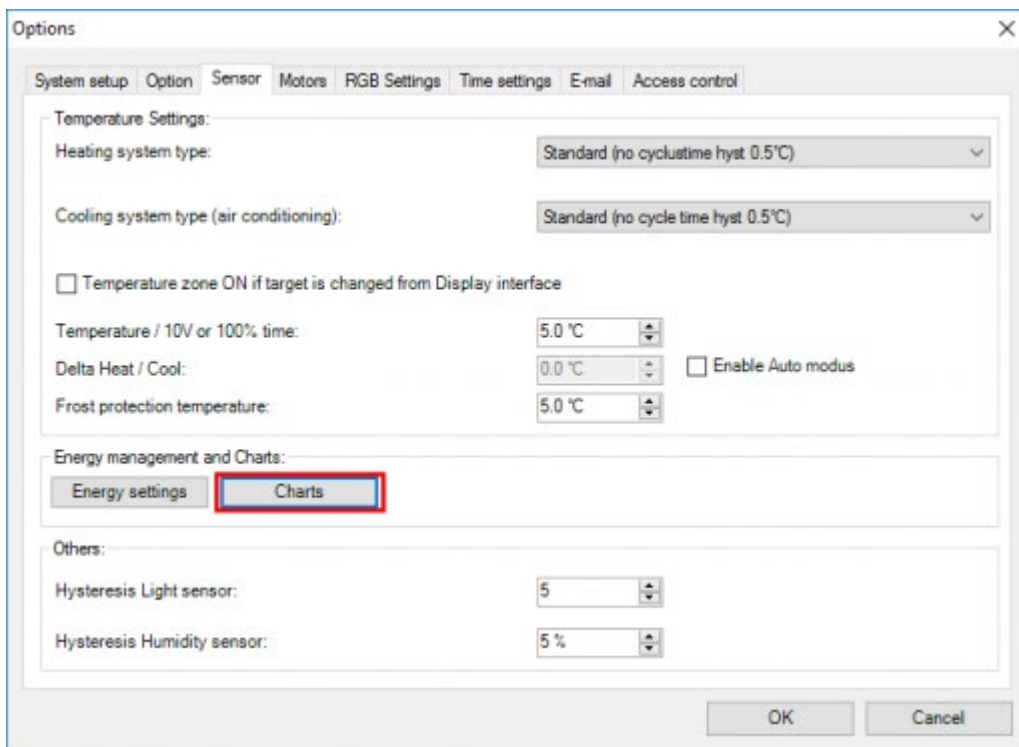 Options
System setup Option Sensor Motors RGB Settings Time settings E-mail Access control
Temperature Settings:
Heating system type: Standard (no cyclustime hyst 0.5°C)
Cooling system type (air conditioning): Standard (no cycle time hyst 0.5°C)
Temperature zone ON if target is changed from Display interface
Temperature / 10V or 100% time: 5.0 °C
Delta Heat / Cool: 0.0 °C Enable Auto modus
Frost protection temperature: 5.0 °C
Energy management and Charts:
Energy settings Charts
Others:
Hysteresis Light sensor: 5
Hysteresis Humidity sensor: 5 %
OK Cancel